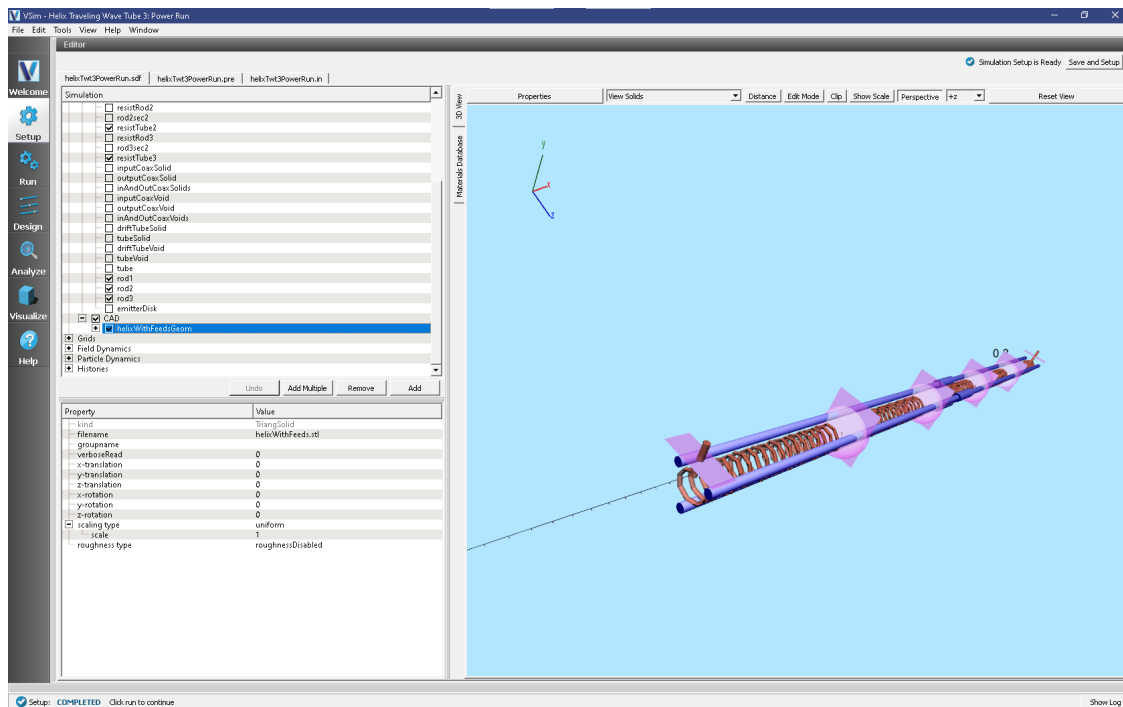 VSim - Helix Traveling Wave Tube 3: Power Run
File Edit Tools View Help Window
Editor
Simulation Setup is Ready Save and Setup
helixTwt3PowerRun.sdf helixTwt3PowerRun.pre helixTwt3PowerRun.in
Welcome
Setup
Run
Design
Analyze
Visualize
Help
Simulation
resistRod2
rod2sec2
resistTube2
resistRod3
rod3sec2
resistTube3
inputCoaxSolid
outputCoaxSolid
inAndOutCoaxSolids
inputCoaxVoid
outputCoaxVoid
inAndOutCoaxVoids
driftTubeSolid
tubeSolid
driftTubeVoid
tubeVoid
tube
rod1
rod2
rod3
emitterDisk
CAD
helixWithFeedsGeom
Grids
Field Dynamics
Particle Dynamics
Histories
Undo Add Multiple Remove Add
Property Value
kind TriangSolid
filename helixWithFeeds.stl
groupname
verboseRead 0
x-translation 0
y-translation 0
z-translation 0
x-rotation 0
y-rotation 0
z-rotation 0
scaling type uniform
scale 1
roughness type roughnessDisabled
3D View
Materials Database
Properties View Solids Distance Edit Mode Clip Show Scale Perspective +z Reset View
y
x
z
Setup: COMPLETED Click run to continue
Show Log